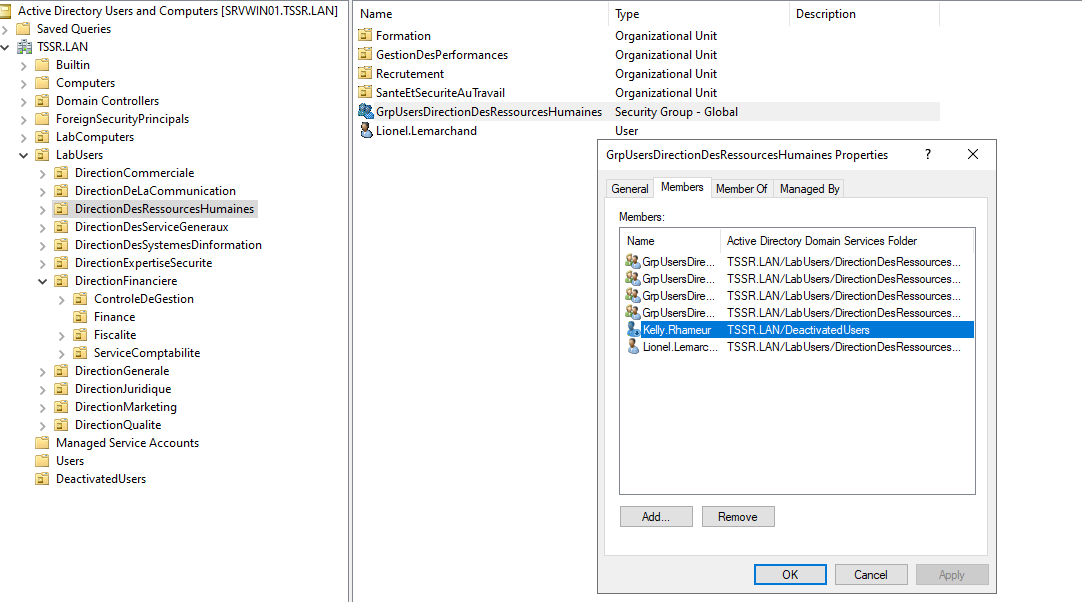 Active Directory Users and Computers [SRVWIN01.TSSR.LAN]
Saved Queries
TSSR.LAN
Builtin
Computers
Domain Controllers
ForeignSecurityPrincipals
LabComputers
LabUsers
DirectionCommerciale
DirectionDeLaCommunication
DirectionDesRessourcesHumaines
DirectionDesServiceGeneraux
DirectionDesSystemesDinformation
DirectionExpertiseSecurite
DirectionFinanciere
ControleDeGestion
Finance
Fiscalite
ServiceComptabilite
DirectionGenerale
DirectionJuridique
DirectionMarketing
DirectionQualite
Managed Service Accounts
Users
DeactivatedUsers
Name Type Description
Formation Organizational Unit
GestionDesPerformances Organizational Unit
Recrutement Organizational Unit
SanteEtSecuriteAuTravail Organizational Unit
GrpUsersDirectionDesRessourcesHumaines Security Group - Global
Lionel.Lemarchand User
GrpUsersDirectionDesRessourcesHumaines Properties ?
General Members Member Of Managed By
Members:
Name Active Directory Domain Services Folder
GrpUsersDire... TSSR.LAN/LabUsers/DirectionDesRessources...
GrpUsersDire... TSSR.LAN/LabUsers/DirectionDesRessources...
GrpUsersDire... TSSR.LAN/LabUsers/DirectionDesRessources...
GrpUsersDire... TSSR.LAN/LabUsers/DirectionDesRessources...
Kelly.Rhameur TSSR.LAN/DeactivatedUsers
Lionel.Lemarc... TSSR.LAN/LabUsers/DirectionDesRessources...
Add... Remove
OK Cancel Apply